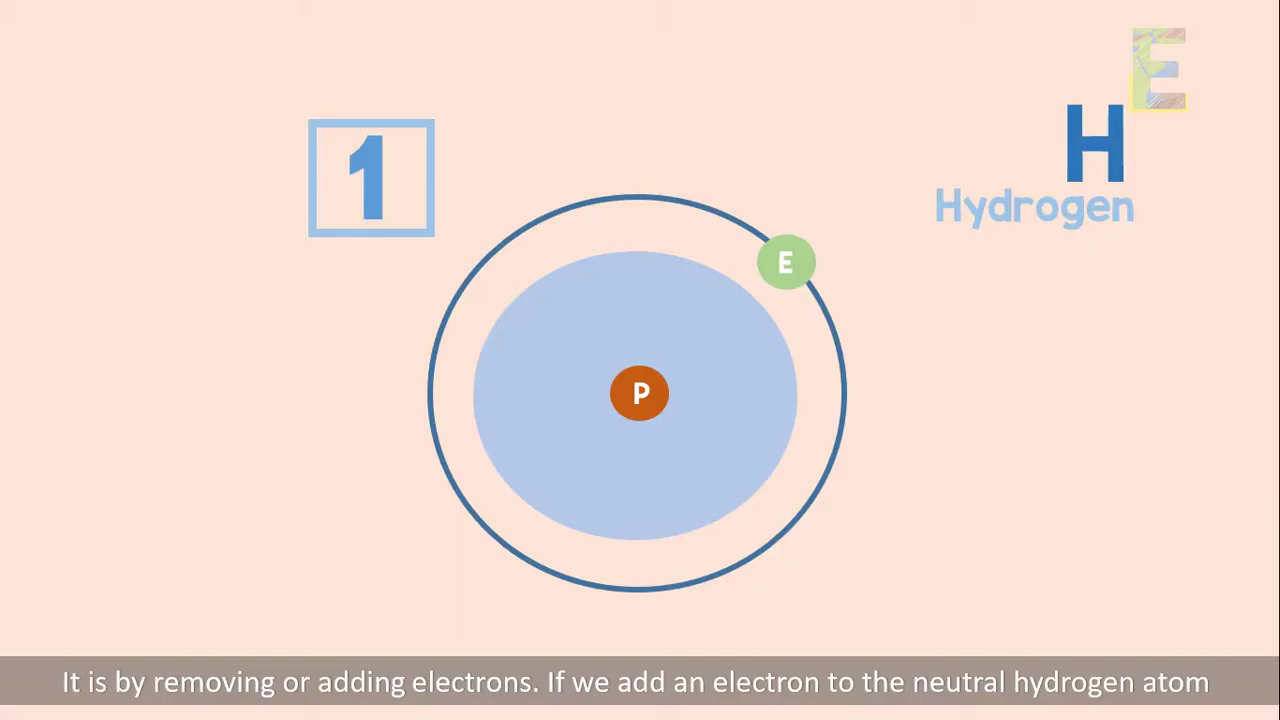 E
1
H
Hydrogen
E
P
It is by removing or adding electrons. If we add an electron to the neutral hydrogen atom